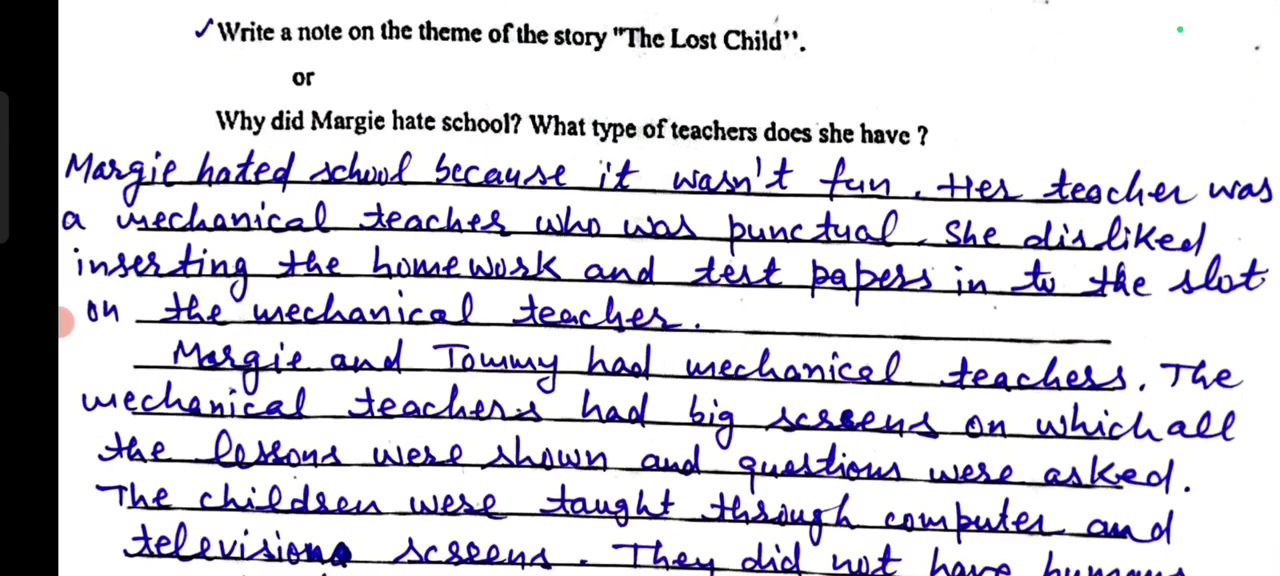 ✓Write a note on the theme of the story "The Lost Child".
or
Why did Margie hate school? What type of teachers does she have ?
Margie hated school because it wasn't fun. Her teacher was
a mechanical teacher who was punctual. She disliked
inserting the homework and test papers in to the slot
on the mechanical teacher.
Margie and Tommy had mechanical teachers. The
mechanical teachers had big screens on which all
the lessons were shown and questions were asked.
The children were taught through computer and
television screens. They did not have